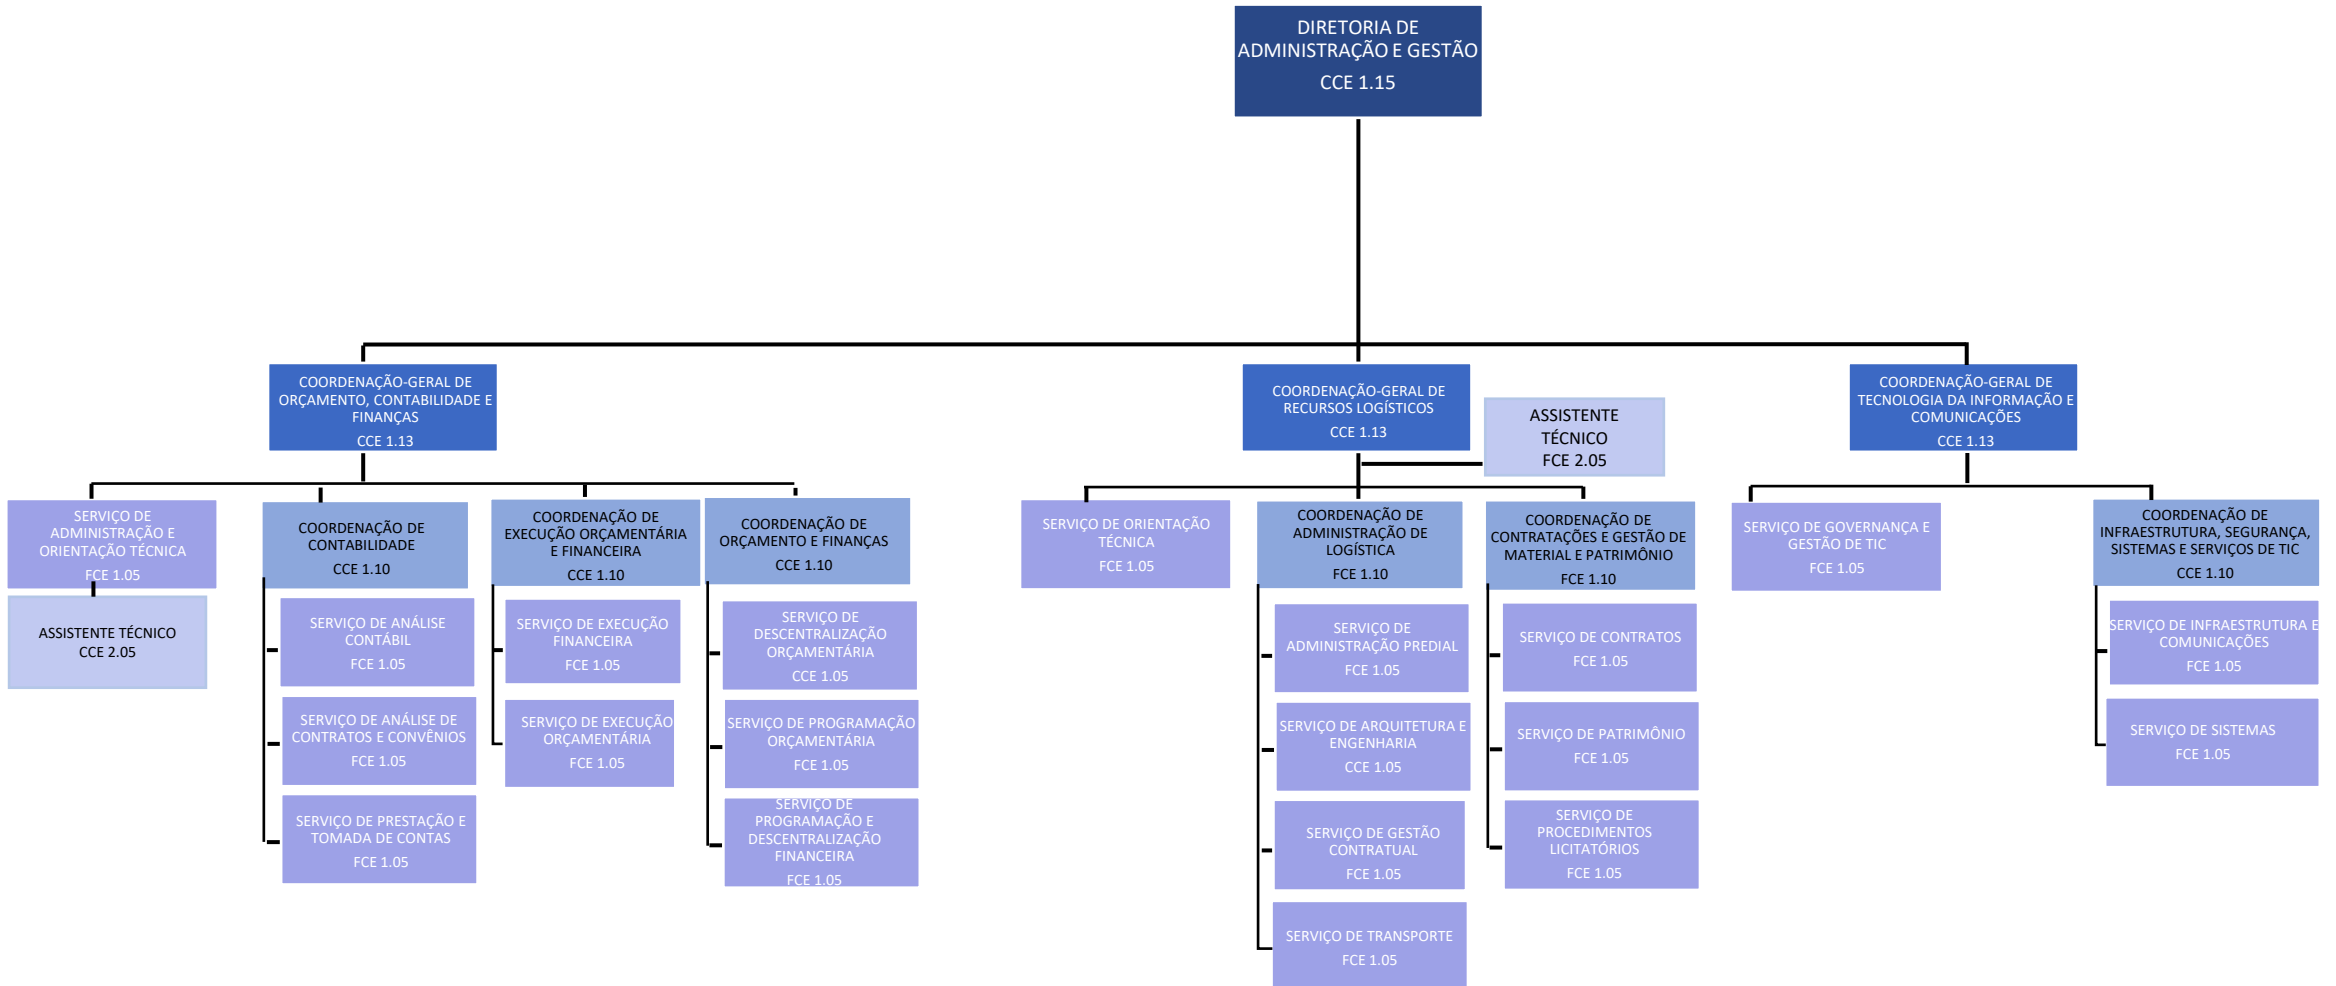 DIRETORIA DE
ADMINISTRAÇÃO E GESTÃO
CCE 1.15
COORDENAÇÃO-GERAL DE
ORÇAMENTO, CONTABILIDADE E
FINANÇAS
CCE 1.13
COORDENAÇÃO-GERAL DE
RECURSOS LOGÍSTICOS
CCE 1.13
ASSISTENTE
TÉCNICO
FCE 2.05
COORDENAÇÃO-GERAL DE
TECNOLOGIA DA INFORMAÇÃO E
COMUNICAÇÕES
CCE 1.13
SERVIÇO DE
ADMINISTRAÇÃO E
ORIENTAÇÃO TÉCNICA
FCE 1.05
ASSISTENTE TÉCNICO
CCE 2.05
COORDENAÇÃO DE
CONTABILIDADE
CCE 1.10
SERVIÇO DE ANÁLISE
CONTÁBIL
FCE 1.05
SERVIÇO DE ANÁLISE DE
CONTRATOS E CONVÊNIOS
FCE 1.05
SERVIÇO DE PRESTAÇÃO E
TOMADA DE CONTAS
FCE 1.05
COORDENAÇÃO DE
EXECUÇÃO ORÇAMENTÁRIA
E FINANCEIRA
CCE 1.10
SERVIÇO DE EXECUÇÃO
FINANCEIRA
FCE 1.05
SERVIÇO DE EXECUÇÃO
ORÇAMENTÁRIA
FCE 1.05
COORDENAÇÃO DE
ORÇAMENTO E FINANÇAS
CCE 1.10
SERVIÇO DE
DESCENTRALIZAÇÃO
ORÇAMENTÁRIA
CCE 1.05
SERVIÇO DE PROGRAMAÇÃO
ORÇAMENTÁRIA
FCE 1.05
SERVIÇO DE
PROGRAMAÇÃO E
DESCENTRALIZAÇÃO
FINANCEIRA
FCE 1.05
SERVIÇO DE ORIENTAÇÃO
TÉCNICA
FCE 1.05
COORDENAÇÃO DE
ADMINISTRAÇÃO DE
LOGÍSTICA
FCE 1.10
SERVIÇO DE
ADMINISTRAÇÃO PREDIAL
FCE 1.05
SERVIÇO DE ARQUITETURA E
ENGENHARIA
CCE 1.05
SERVIÇO DE GESTÃO
CONTRATUAL
FCE 1.05
SERVIÇO DE TRANSPORTE
FCE 1.05
COORDENAÇÃO DE
CONTRATAÇÕES E GESTÃO DE
MATERIAL E PATRIMÔNIO
FCE 1.10
SERVIÇO DE CONTRATOS
FCE 1.05
SERVIÇO DE PATRIMÔNIO
FCE 1.05
SERVIÇO DE
PROCEDIMENTOS
LICITATÓRIOS
FCE 1.05
SERVIÇO DE GOVERNANÇA E
GESTÃO DE TIC
FCE 1.05
COORDENAÇÃO DE
INFRAESTRUTURA, SEGURANÇA,
SISTEMAS E SERVIÇOS DE TIC
CCE 1.10
SERVIÇO DE INFRAESTRUTURA E
COMUNICAÇÕES
FCE 1.05
SERVIÇO DE SISTEMAS
FCE 1.05